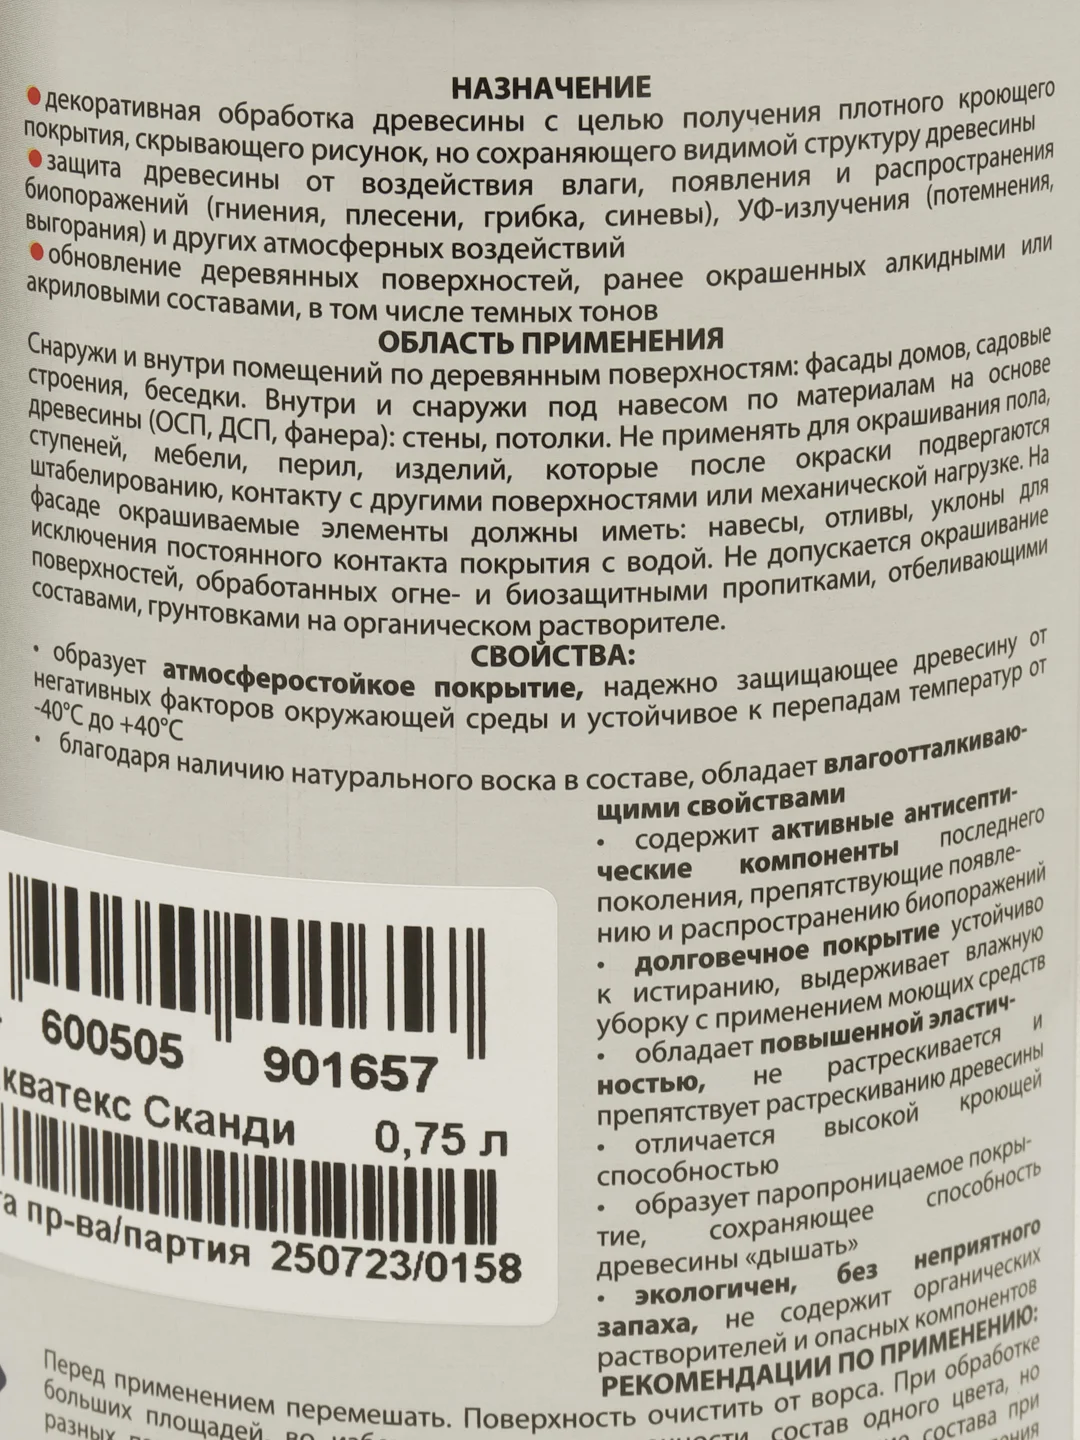 НАЗНАЧЕНИЕ
декоративная обработка древесины с целью получения плотного кроющего
покрытия, скрывающего рисунок, но сохраняющего видимой структуру древесины
защита древесины от воздействия влаги, появления и распространения
биопоражений (гниения, плесени, грибка, синевы), УФ-излучения (потемнения,
выгорания) и других атмосферных воздействий
обновление деревянных поверхностей, ранее окрашенных алкидными или
акриловыми составами, в том числе темных тонов
ОБЛАСТЬ ПРИМЕНЕНИЯ
Снаружи и внутри помещений по деревянным поверхностям: фасады домов, садовые
строения, беседки. Внутри и снаружи под навесом по материалам на основе
древесины (ОСП, ДСП, фанера): стены, потолки. Не применять для окрашивания пола,
ступеней, мебели, перил, изделий, которые после окраски подвергаются
штабелированию, контакту с другими поверхностями или механической нагрузке. На
фасаде окрашиваемые элементы должны иметь: навесы, отливы, уклоны для
исключения постоянного контакта покрытия с водой. Не допускается окрашивание
поверхностей, обработанных огне- и биозащитными пропитками, отбеливающими
составами, грунтовками на органическом растворителе.
СВОЙСТВА:
• образует атмосферостойкое покрытие, надежно защищающее древесину от
негативных факторов окружающей среды и устойчивое к перепадам температур от
-40°С до +40°С
• благодаря наличию натурального воска в составе, обладает влагоотталкиваю-
щими свойствами
• содержит активные антисепти-
ческие компоненты последнего
поколения, препятствующие появле-
нию и распространению биопоражений
• долговечное покрытие устойчиво
к истиранию, выдерживает влажную
уборку с применением моющих средств
• обладает повышенной эластич-
ностью, не растрескивается и
препятствует растрескиванию древесины
• отличается высокой кроющей
способностью
• образует паропроницаемое покры-
тие, сохраняющее способность
древесины «дышать»
• экологичен, без неприятного
запаха, не содержит органических
растворителей и опасных компонентов
600505 901657
кватекс Сканди 0,75 л
та пр-ва/партия 250723/0158
РЕКОМЕНДАЦИИ ПО ПРИМЕНЕНИЮ:
Перед применением перемешать. Поверхность очистить от ворса. При обработке
больших площадей, во состав одного цвета, но
разных состава при